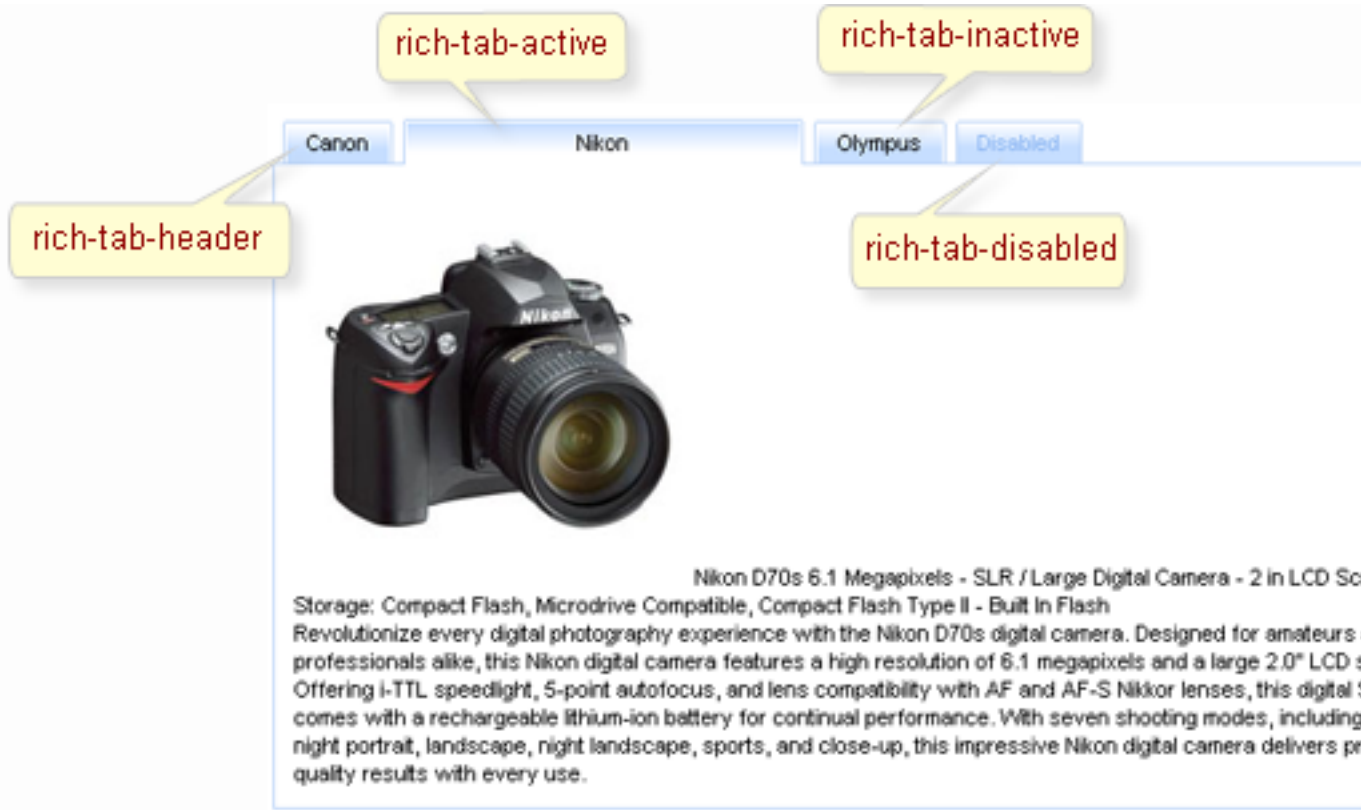 rich-tab-active
rich-tab-inactive
Canon
Nikon
Olympus
Disabled
rich-tab-header
rich-tab-disabled
Nikon
Nikon D70s 6.1 Megapixels - SLR / Large Digital Camera - 2 in LCD Sc
Storage: Compact Flash, Microdrive Compatible, Compact Flash Type II - Built In Flash
Revolutionize every digital photography experience with the Nikon D70s digital camera. Designed for amateurs
professionals alike, this Nikon digital camera features a high resolution of 6.1 megapixels and a large 2.0" LCD s
Offering i-TTL speedlight, 5-point autofocus, and lens compatibility with AF and AF-S Nikkor lenses, this digital S
comes with a rechargeable lithium-ion battery for continual performance. With seven shooting modes, including
night portrait, landscape, night landscape, sports, and close-up, this impressive Nikon digital camera delivers pr
quality results with every use.